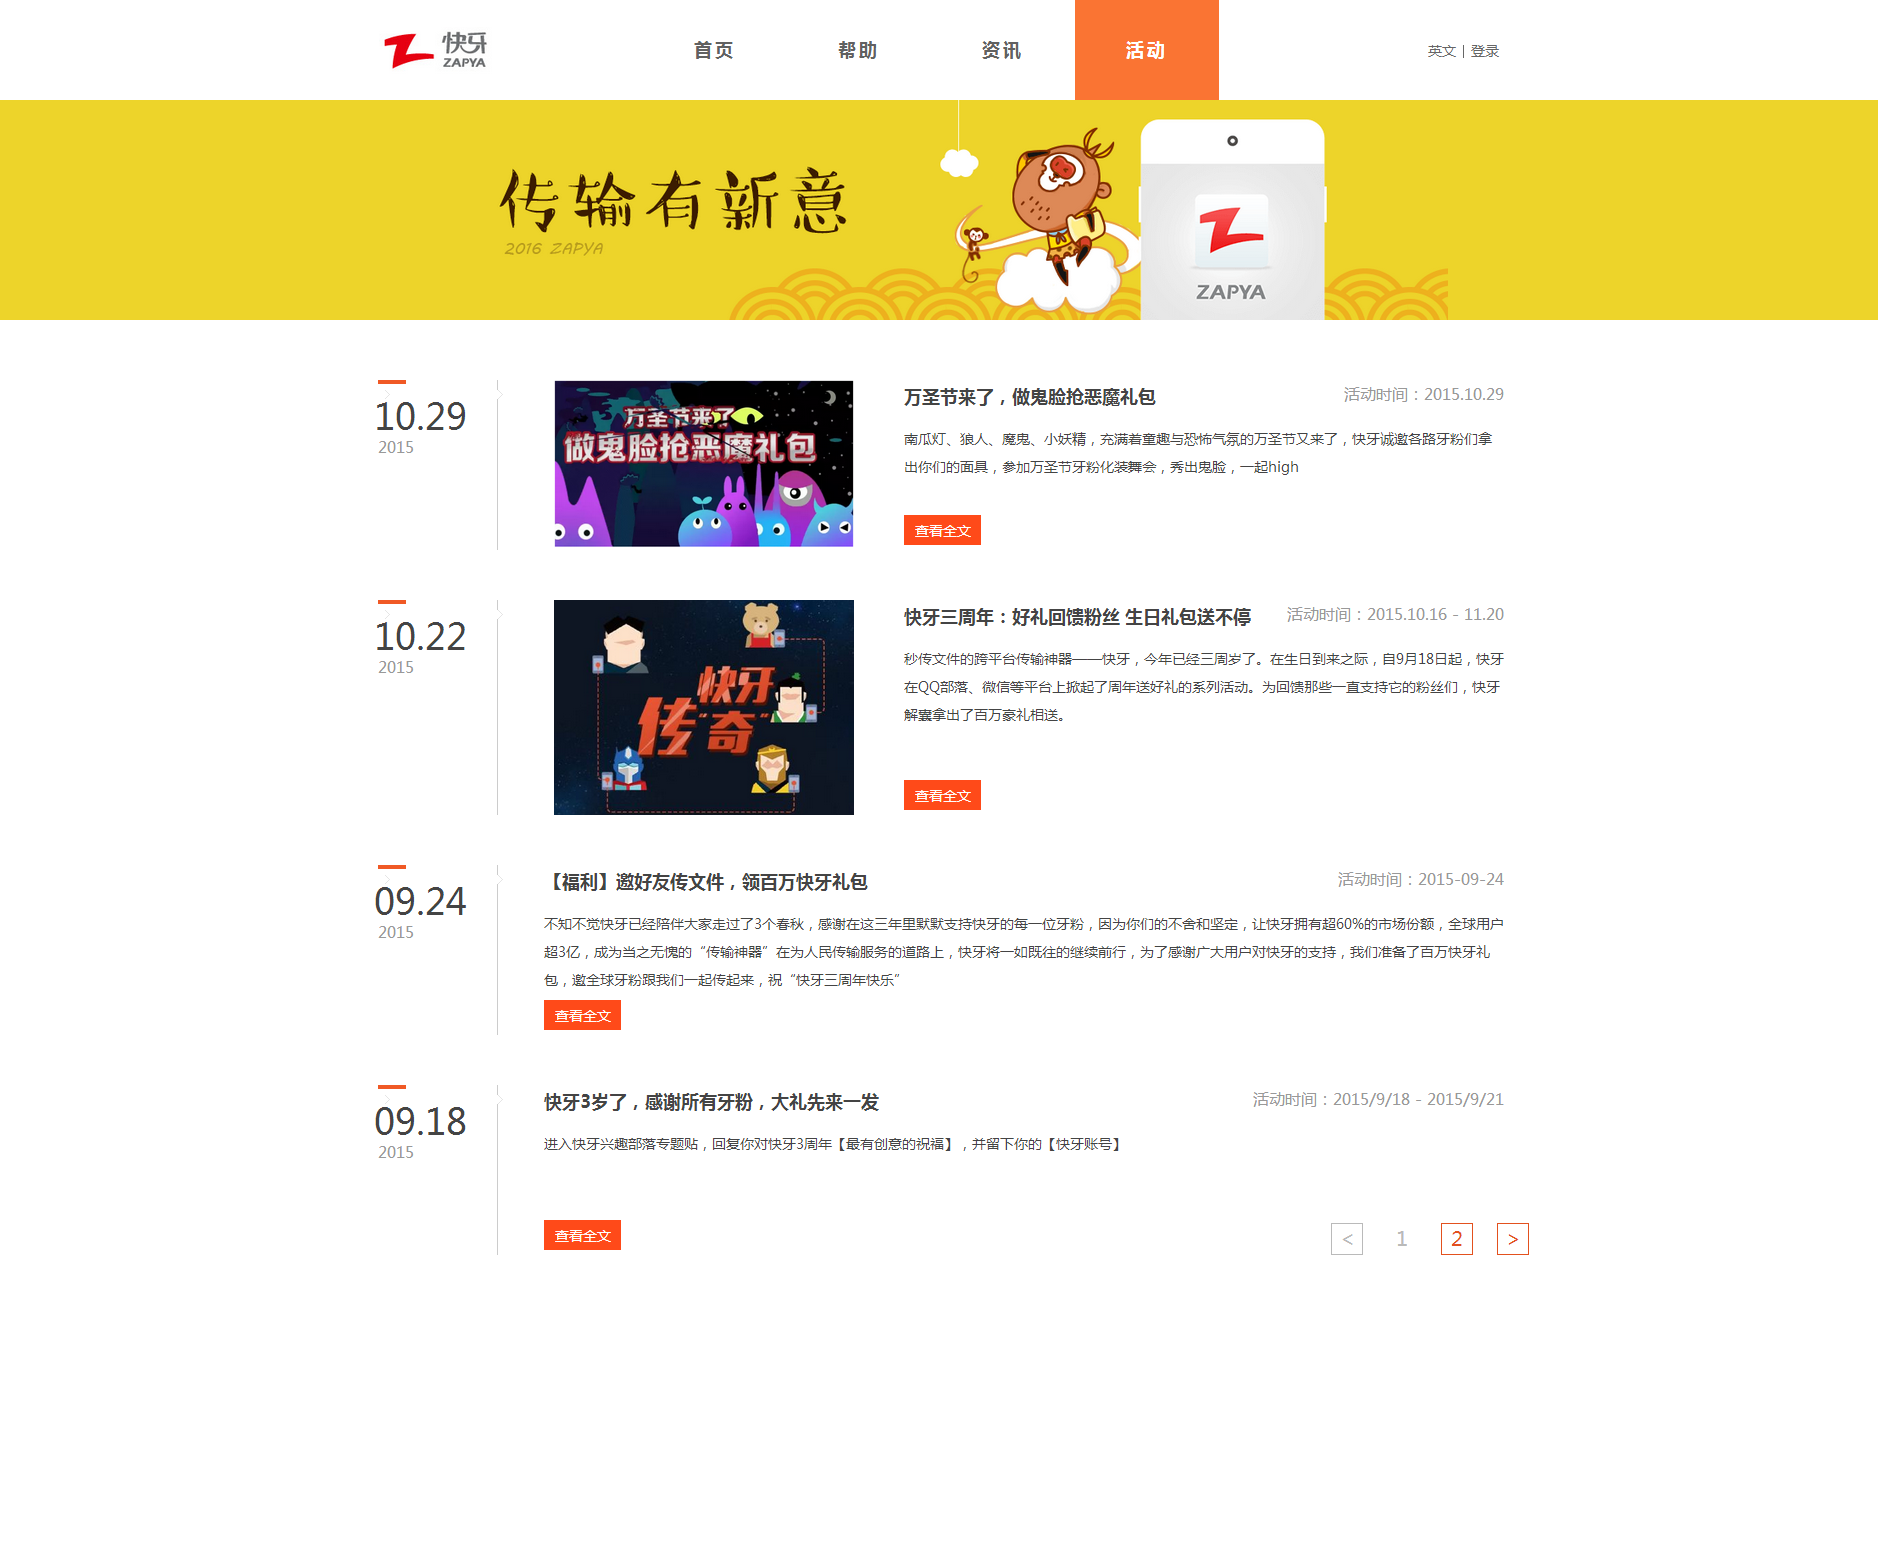 快牙
ZAPYA
首页 帮助 资讯 活动
英文 | 登录
传输有新意
2016 ZAPYA
ZAPYA
10.29
2015
万圣节来了
做鬼脸抢恶魔礼包
万圣节来了，做鬼脸抢恶魔礼包
活动时间：2015.10.29
南瓜灯、狼人、魔鬼、小妖精，充满着童趣与恐怖气氛的万圣节又来了，快牙诚邀各路牙粉们拿
出你们的面具，参加万圣节牙粉化装舞会，秀出鬼脸，一起high
查看全文
10.22
2015
快牙
传"奇"
快牙三周年：好礼回馈粉丝 生日礼包送不停
活动时间：2015.10.16 - 11.20
秒传文件的跨平台传输神器——快牙，今年已经三周岁了。在生日到来之际，自9月18日起，快牙
在QQ部落、微信等平台上掀起了周年送好礼的系列活动。为回馈那些一直支持它的粉丝们，快牙
解囊拿出了百万豪礼相送。
查看全文
09.24
2015
【福利】邀好友传文件，领百万快牙礼包
活动时间：2015-09-24
不知不觉快牙已经陪伴大家走过了3个春秋，感谢在这三年里默默支持快牙的每一位牙粉，因为你们的不舍和坚定，让快牙拥有超60%的市场份额，全球用户
超3亿，成为当之无愧的“传输神器”在为人民传输服务的道路上，快牙将一如既往的继续前行，为了感谢广大用户对快牙的支持，我们准备了百万快牙礼
包，邀全球牙粉跟我们一起传起来，祝“快牙三周年快乐”
查看全文
09.18
2015
快牙3岁了，感谢所有牙粉，大礼先来一发
活动时间：2015/9/18 - 2015/9/21
进入快牙兴趣部落专题贴，回复你对快牙3周年【最有创意的祝福】，并留下你的【快牙账号】
查看全文
< 1 2 >